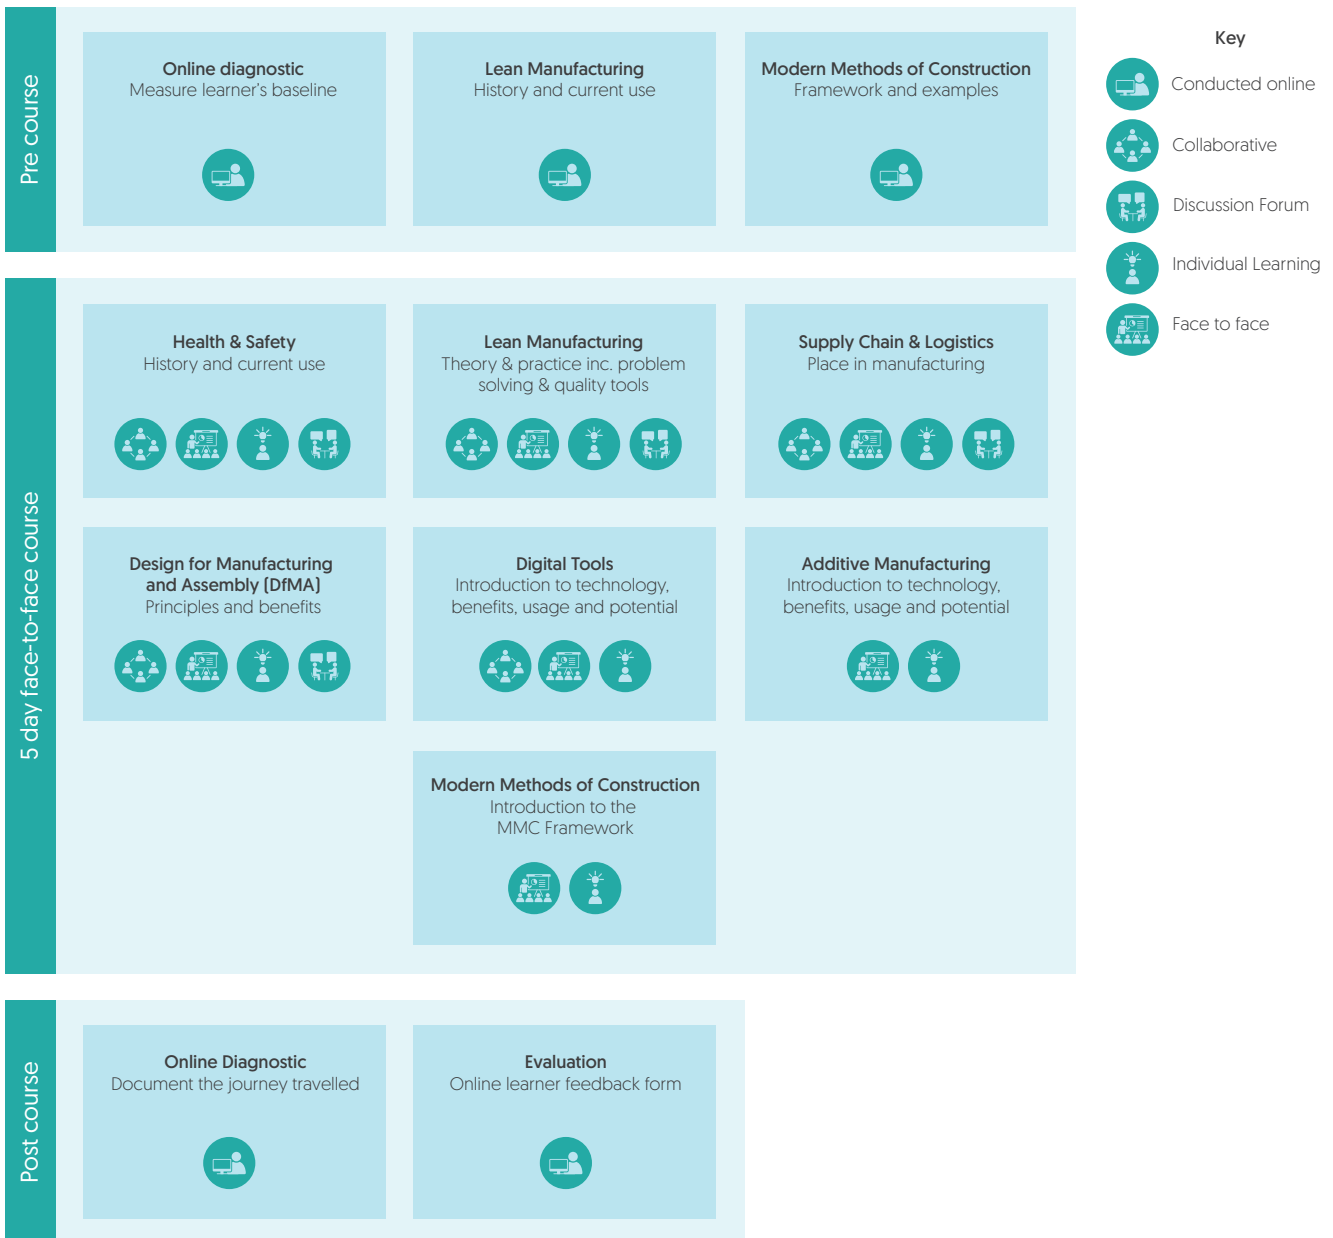 Pre course
Online diagnostic
Measure learner's baseline
Lean Manufacturing
History and current use
Modern Methods of Construction
Framework and examples
Key
Conducted online
Collaborative
Discussion Forum
Individual Learning
Face to face
5 day face-to-face course
Health & Safety
History and current use
Lean Manufacturing
Theory & practice inc. problem
solving & quality tools
Supply Chain & Logistics
Place in manufacturing
Design for Manufacturing
and Assembly (DfMA)
Principles and benefits
Digital Tools
Introduction to technology,
benefits, usage and potential
Additive Manufacturing
Introduction to technology,
benefits, usage and potential
Modern Methods of Construction
Introduction to the
MMC Framework
Post course
Online Diagnostic
Document the journey travelled
Evaluation
Online learner feedback form